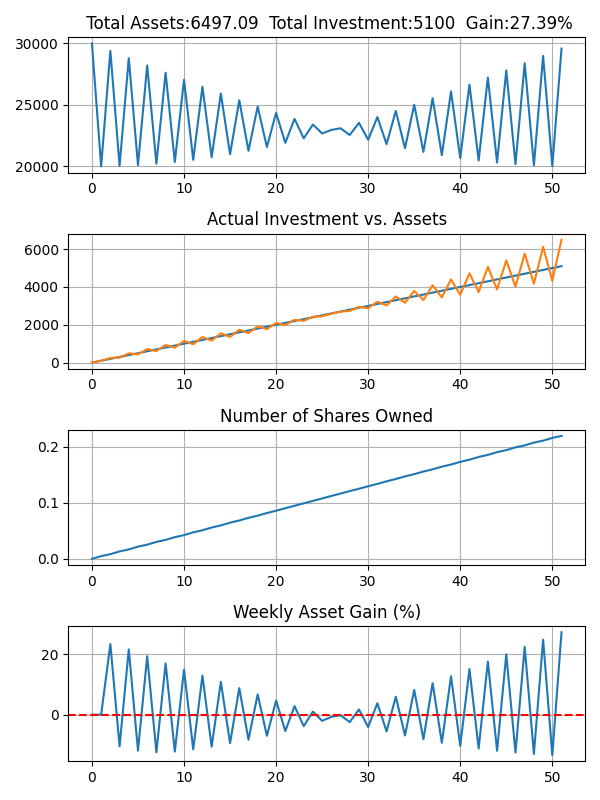 Total Assets:6497.09  Total Investment:5100  Gain:27.39%
30000
25000
20000
0 10 20 30 40 50
Actual Investment vs. Assets
6000
4000
2000
0
0 10 20 30 40 50
Number of Shares Owned
0.2
0.1
0.0
0 10 20 30 40 50
Weekly Asset Gain (%)
20
0
0 10 20 30 40 50